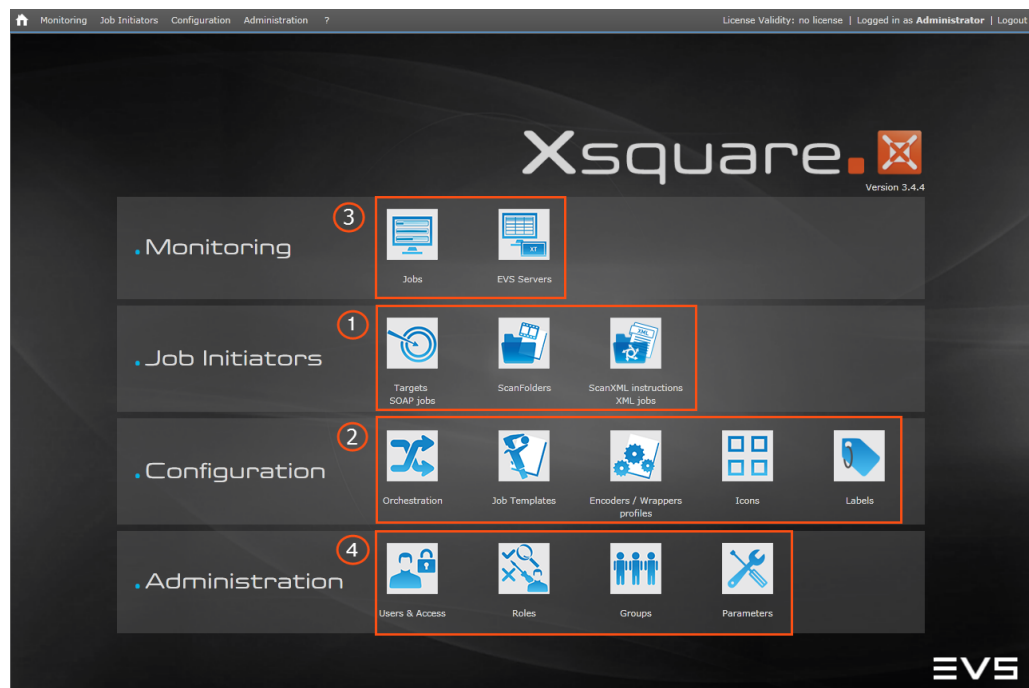 Monitoring Job Initiators Configuration Administration ? License Validity: no license | Logged in as Administrator | Logout
Xsquare.
Version 3.4.4
3
.Monitoring
XT
Jobs EVS Servers
1
.Job Initiators
XML
Targets ScanFolders ScanXML instructions
SOAP jobs XML jobs
2
.Configuration
Orchestration Job Templates Encoders / Wrappers Icons Labels
profiles
4
.Administration
Users & Access Roles Groups Parameters
EVS